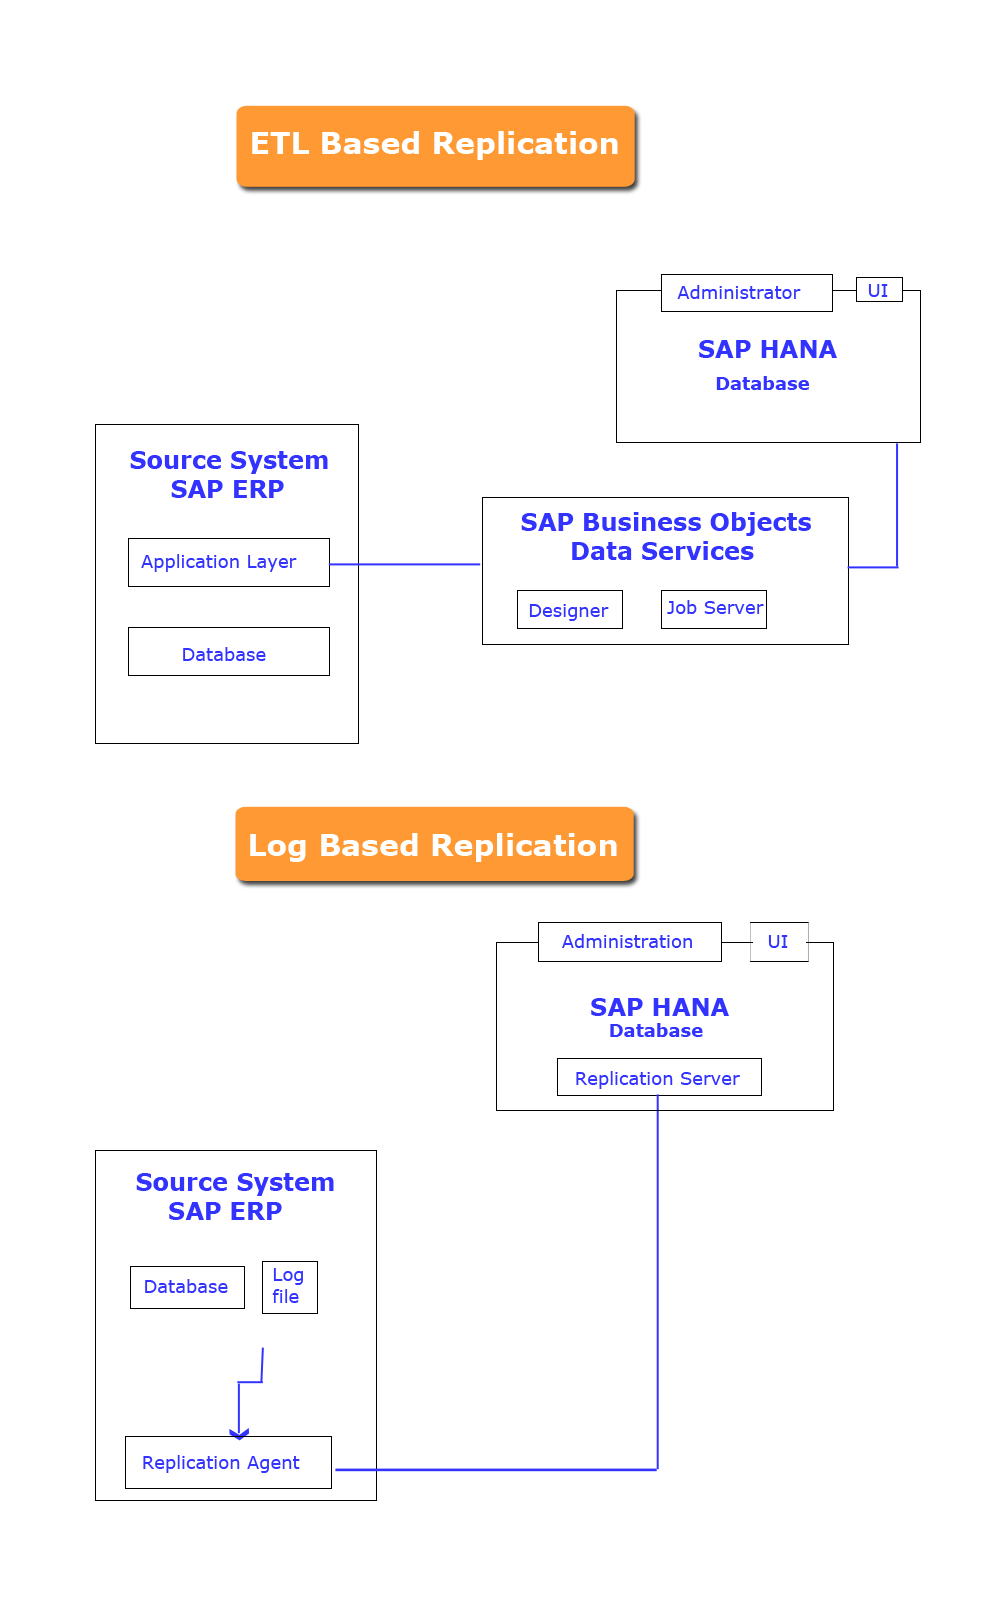 ETL Based Replication
Administrator
UI
SAP HANA
Database
Source System
SAP ERP
Application Layer
Database
SAP Business Objects
Data Services
Designer
Job Server
Log Based Replication
Administration
UI
SAP HANA
Database
Replication Server
Source System
SAP ERP
Database
Log
file
Replication Agent